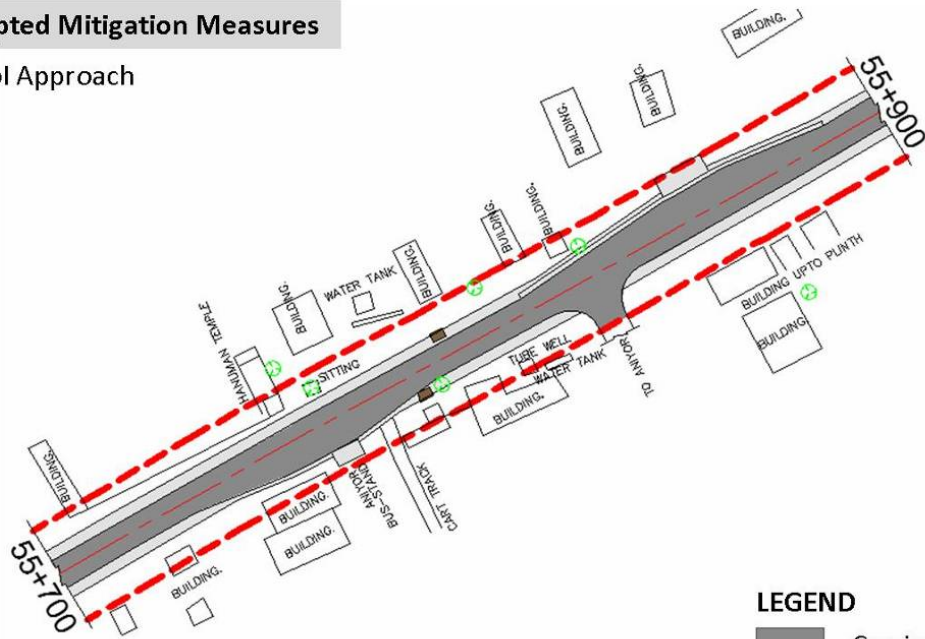 pted Mitigation Measures
ol Approach
BUILDING.
BUILDING.
BUILDING.
55+900
BUILDING.
BUILDING.
BUILDING.
WATER TANK
BUILDING.
HANUMAN TEMPLE
SITTING
BUILDING UPTO PLINTH
BUILDING.
TUBE WELL
WATER TANK
TO ANIYOR
BUILDING.
BUILDING.
ANIYOR
BUS-STAND
CART TRACK
BUILDING.
BUILDING.
BUILDING.
55+700
LEGEND